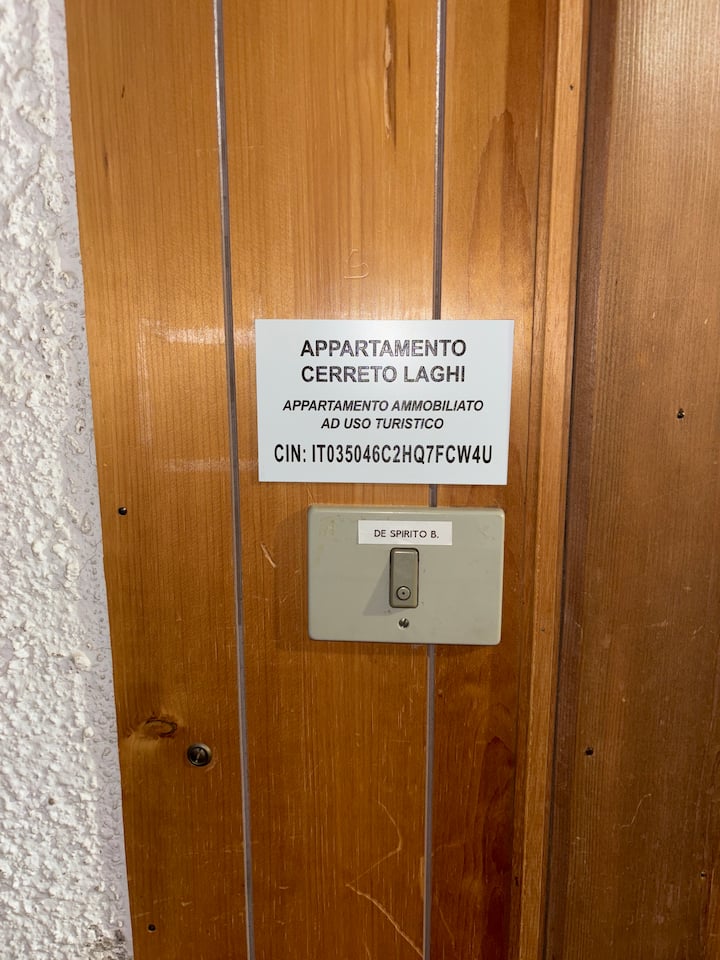 APPARTAMENTO
CERRETO LAGHI
APPARTAMENTO AMMOBILIATO
AD USO TURISTICO
CIN: IT035046C2HQ7FCW4U
DE SPIRITO B.